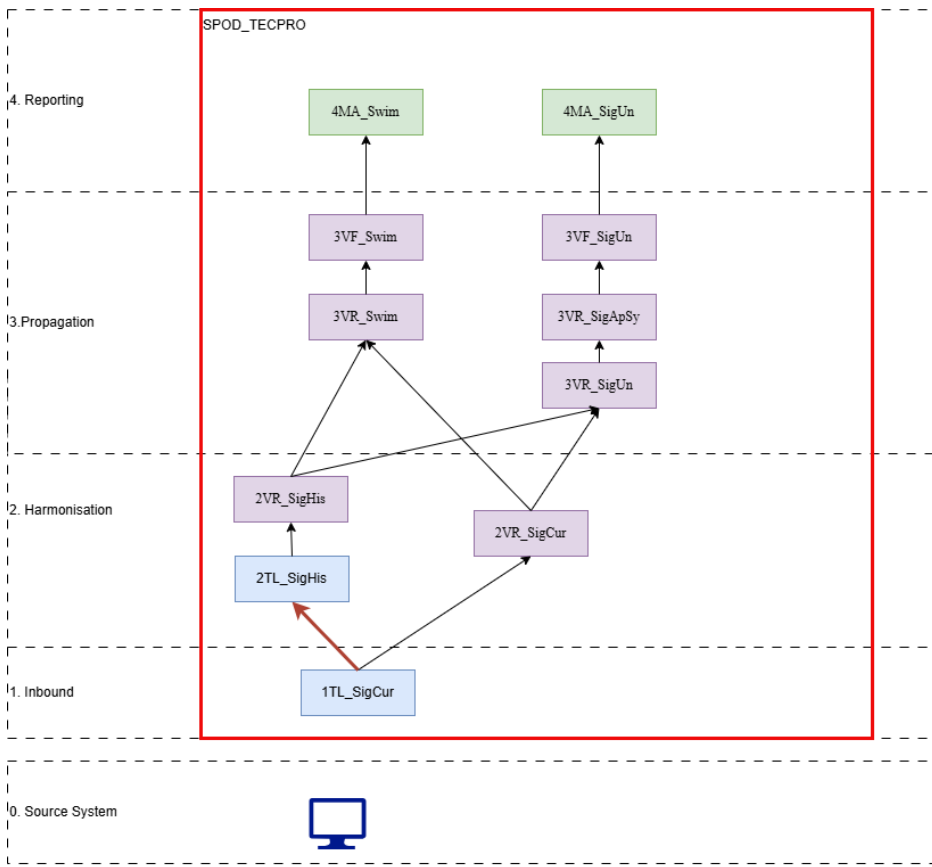 SPOD_TECPRO
4. Reporting
4MA_Swim
4MA_SigUn
3VF_Swim
3VF_SigUn
3.Propagation
3VR_Swim
3VR_SigApSy
3VR_SigUn
2. Harmonisation
2VR_SigHis
2VR_SigCur
2TL_SigHis
1. Inbound
1TL_SigCur
0. Source System